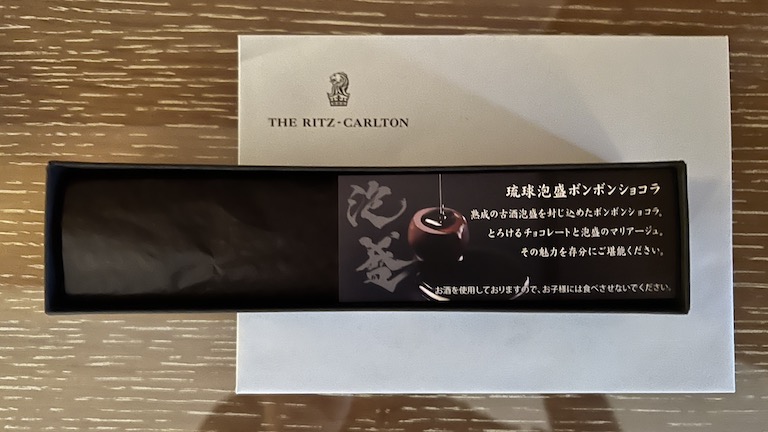 THE RITZ-CARLTON
泡盛
琉球泡盛ボンボンショコラ
熟成の古酒泡盛を封じ込めたボンボンショコラ。
とろけるチョコレートと泡盛のマリアージュ。
その魅力を存分にご堪能ください。
お酒を使用しておりますので、お子様には食べさせないでください。